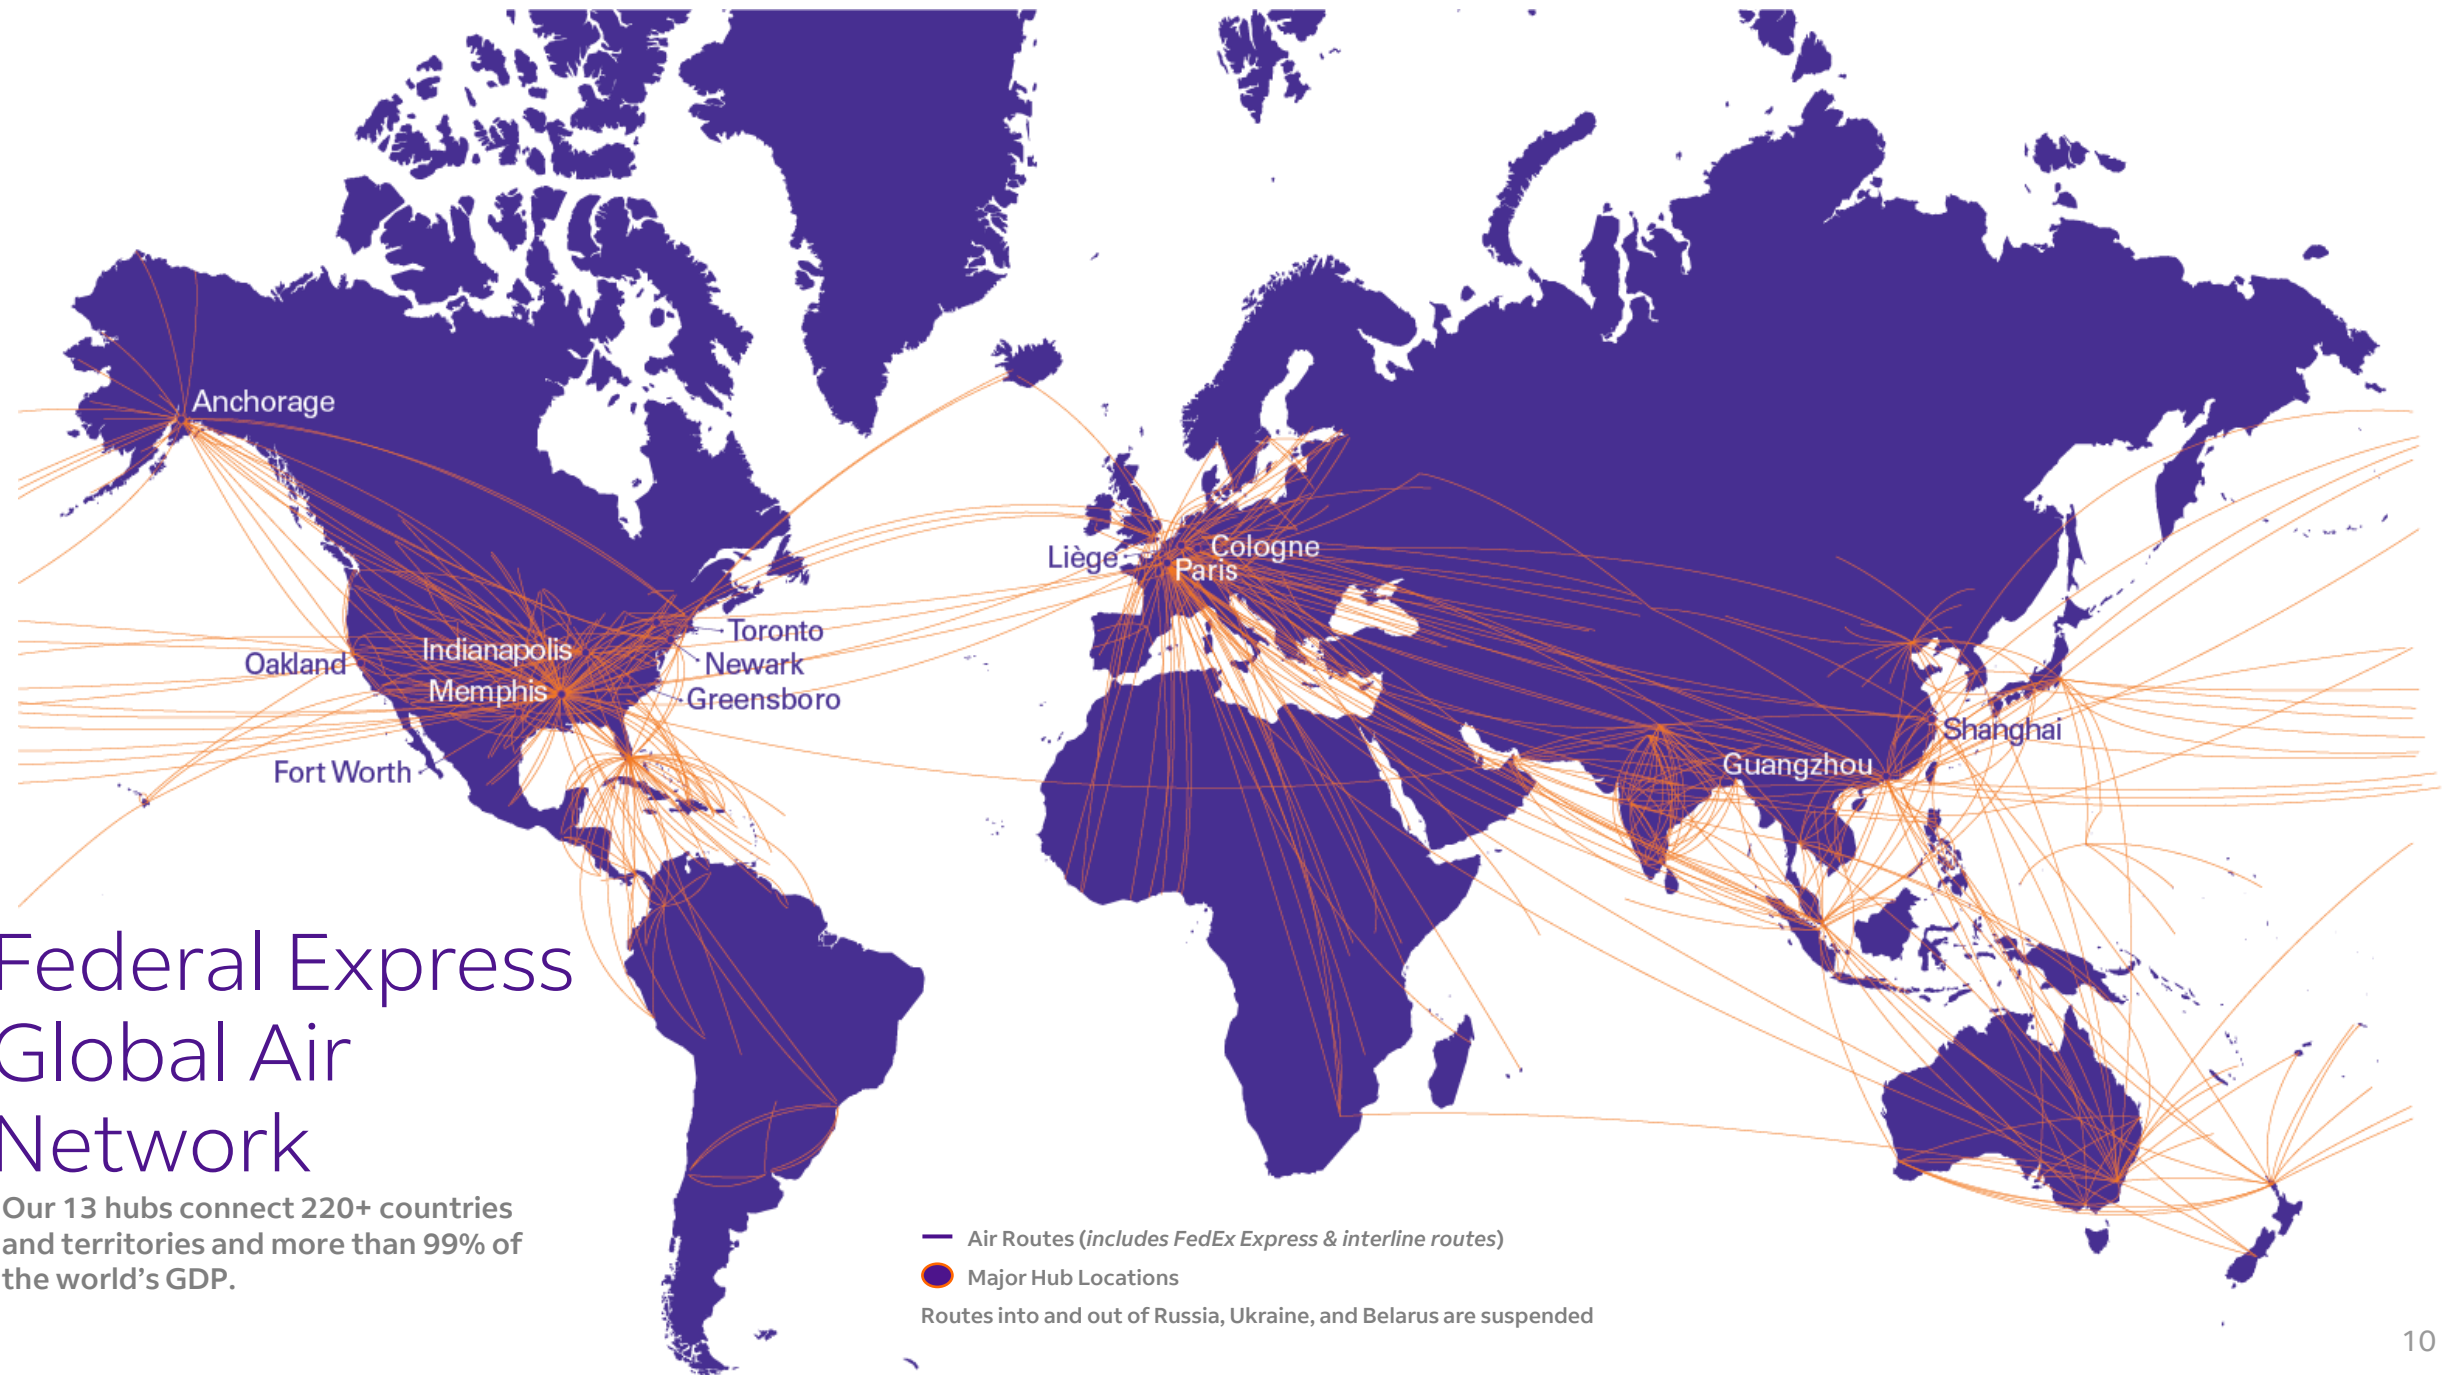 Anchorage
Liège
Cologne
Paris
Toronto
Indianapolis
Oakland
Newark
Memphis
Greensboro
Shanghai
Guangzhou
Fort Worth
Federal Express
Global Air
Network
Our 13 hubs connect 220+ countries
and territories and more than 99% of
the world's GDP.
Air Routes (includes FedEx Express & interline routes)
Major Hub Locations
Routes into and out of Russia, Ukraine, and Belarus are suspended
10